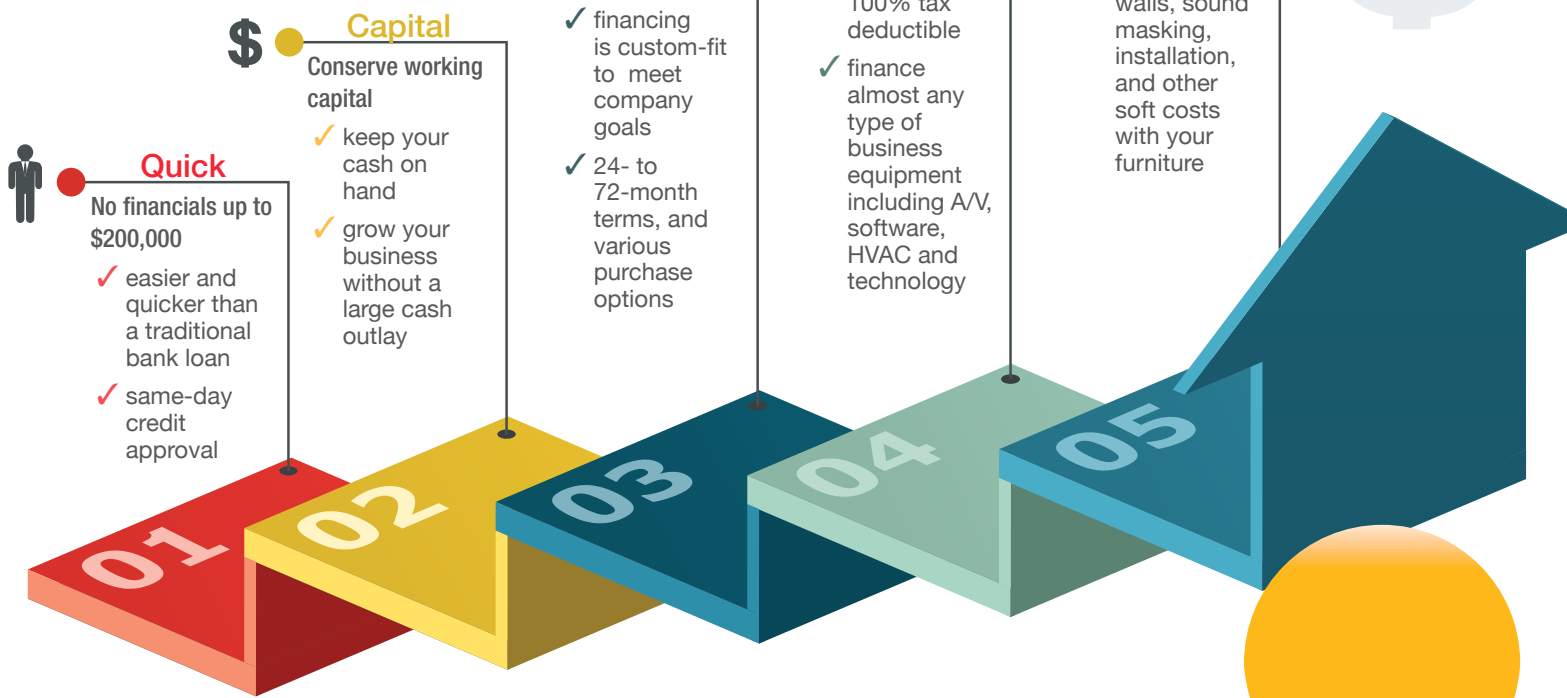 Quick
No financials up to
$200,000
✓ easier and
quicker than
a traditional
bank loan
✓ same-day
credit
approval
$
Capital
Conserve working
capital
✓ keep your
cash on
hand
✓ grow your
business
without a
large cash
outlay
✓ financing
is custom-fit
to meet
company
goals
✓ 24- to
72-month
terms, and
various
purchase
options
100% tax
deductible
✓ finance
almost any
type of
business
equipment
including A/V,
software,
HVAC and
technology
walls, sound
masking,
installation,
and other
soft costs
with your
furniture
01
02
03
04
05